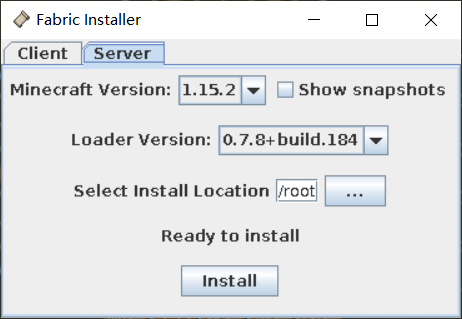 Fabric Installer
Client Server
Minecraft Version: 1.15.2 Show snapshots
Loader Version: 0.7.8+build.184
Select Install Location /root ...
Ready to install
Install